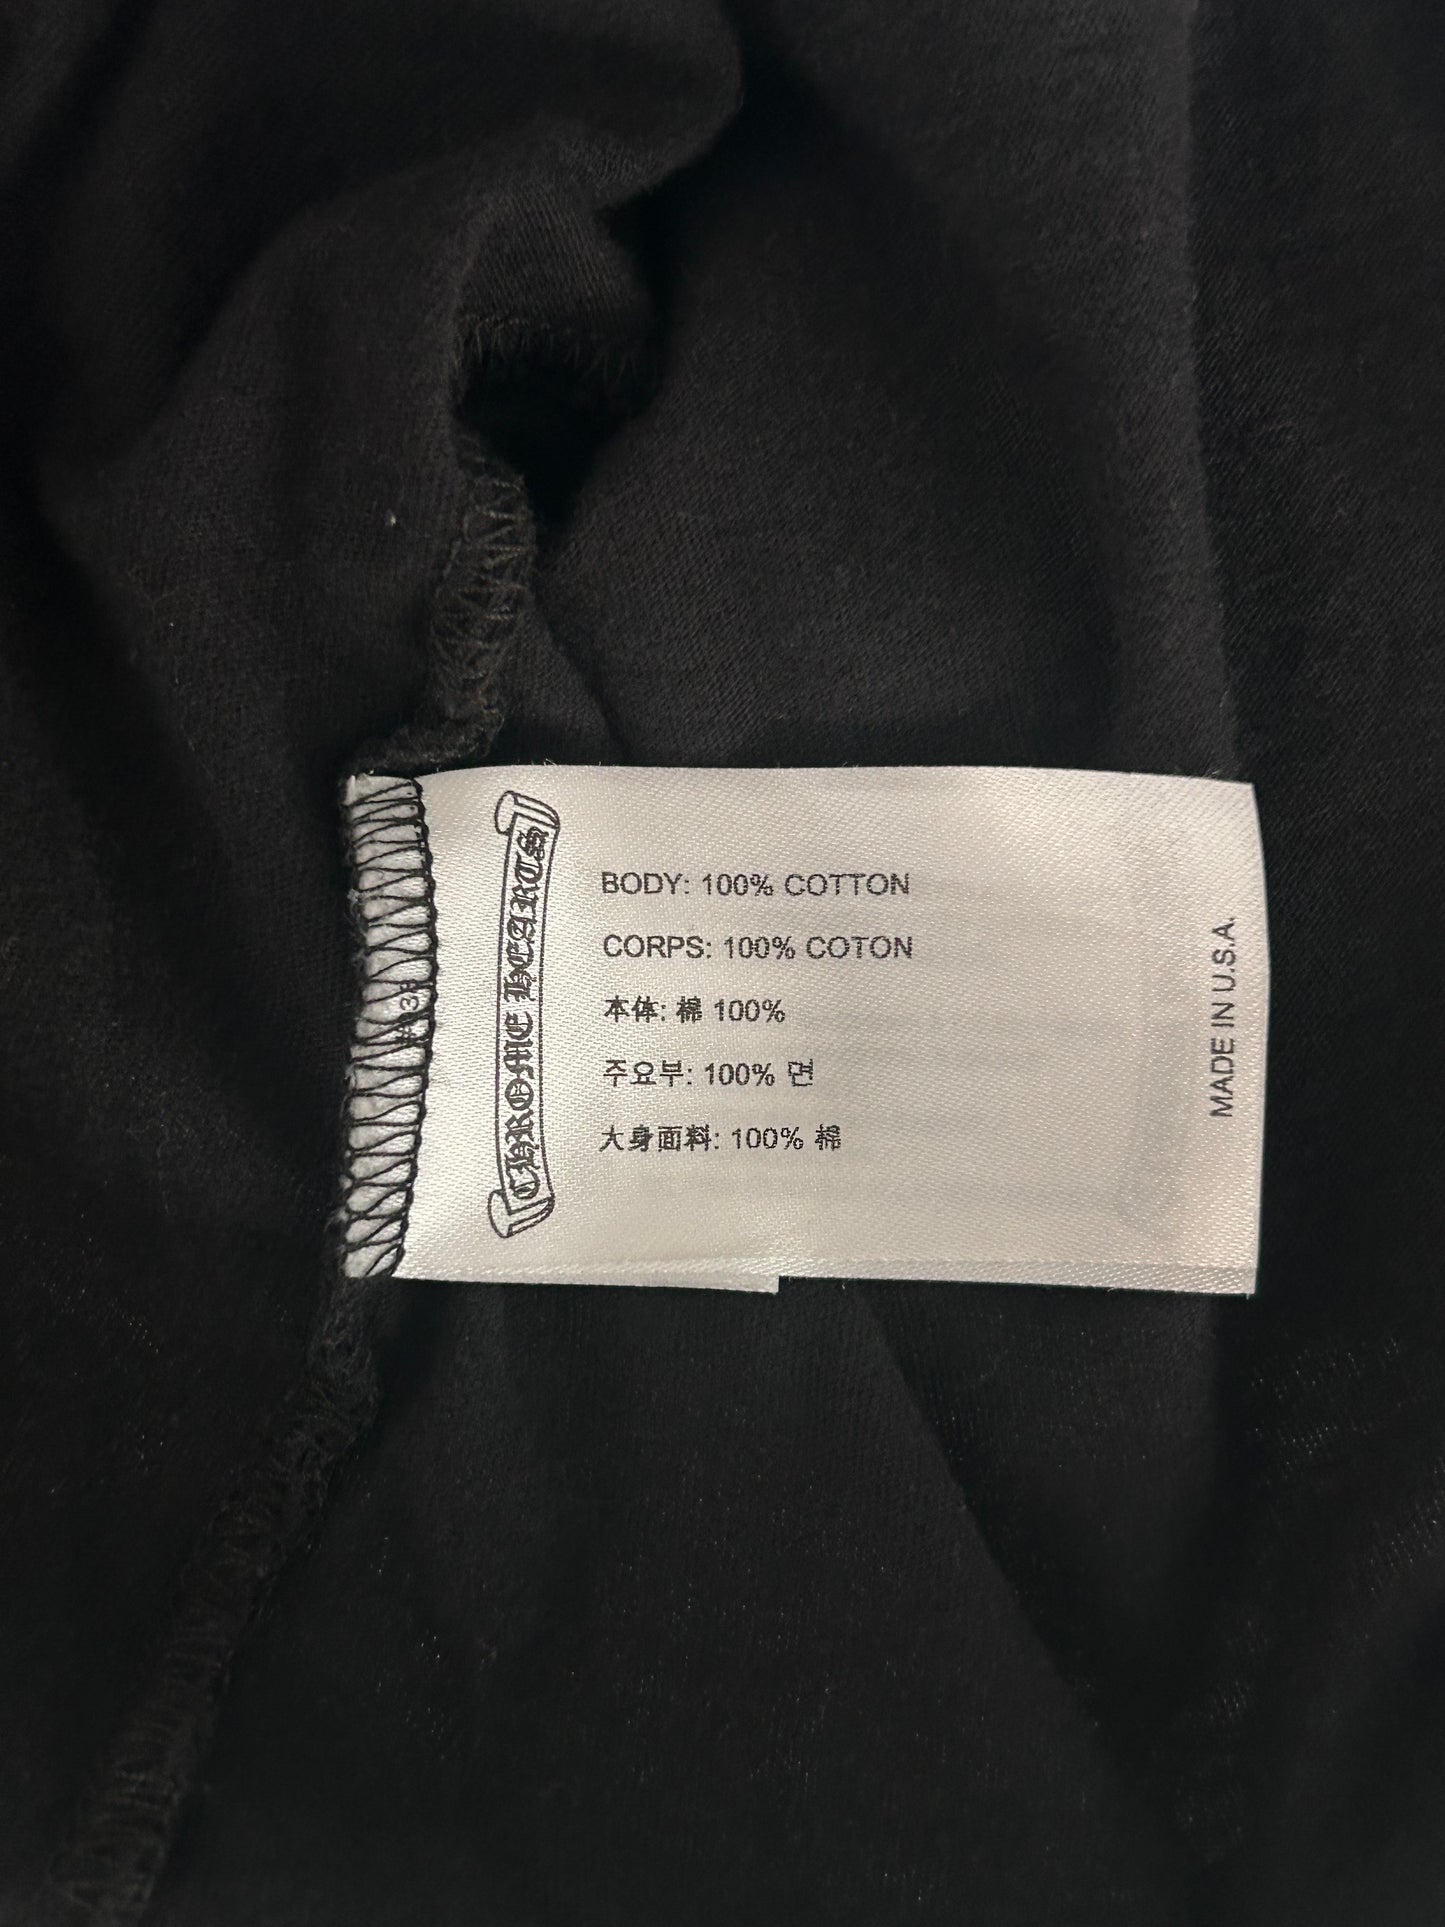 CHROME HEARTS
BODY: 100% COTTON
CORPS: 100% COTON
本体: 棉 100%
주요부: 100% 면
大身面料: 100% 棉
MADE IN U.S.A.